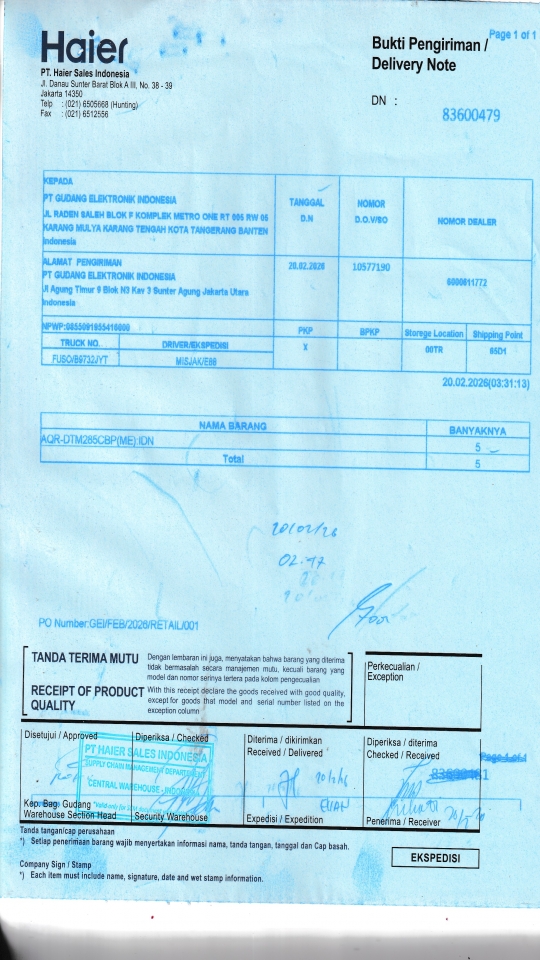 Page 1 of 1
Haier
Bukti Pengiriman /
Delivery Note
PT. Haier Sales Indonesia
Jl. Danau Sunter Barat Blok A III, No. 38 - 39
Jakarta 14350
Telp : (021) 6505668 (Hunting)
Fax : (021) 6512556
DN :
83600479
KEPADA
PT GUDANG ELEKTRONIK INDONESIA
JL RADEN SALEH BLOK F KOMPLEK METRO ONE RT 005 RW 05
KARANG MULYA KARANG TENGAH KOTA TANGERANG BANTEN
Indonesia
TANGGAL
D.N
NOMOR
D.O.V/SO
NOMOR DEALER
ALAMAT PENGIRIMAN
PT GUDANG ELEKTRONIK INDONESIA
Jl Agung Timur 9 Blok N3 Kav 3 Sunter Agung Jakarta Utara
Indonesia
20.02.2026
10577190
NPWP:
PKP
BPKP
Storege Location
Shipping Point
TRUCK NO.
DRIVER/EKSPEDISI
X
FUSO/B9732JYT
20.02.2026(03:31:13)
NAMA BARANG
BANYAKNYA
AQR-DTM285CBP(ME):IDN
5
Total
5
20/02/26
PO Number:GEI/FEB/2026/RETAIL/001
TANDA TERIMA MUTU
Dengan lembaran ini juga, menyatakan bahwa barang yang diterima
tidak bermasalah secara manajemen mutu, kecuali barang yang
model dan nomor serinya tertera pada kolom pengecualian
RECEIPT OF PRODUCT
QUALITY
With this receipt declare the goods received with good quality,
except for goods that model and serial number listed on the
exception column
Perkecualian /
Exception
Disetujui / Approved
Diperiksa / Checked
Diterima / dikirimkan
Received / Delivered
Diperiksa / diterima
Checked / Received
PT HAIER SALES INDONESIA
SUPPLY CHAIN MANAGEMENT DEPARTMENT
CENTRAL WAREHOUSE - INDONESIA
Page 1 of 1
Kep. Bag. Gudang
Warehouse Section Head
Security Warehouse
Expedisi / Expedition
Penerima / Receiver
Tanda tangan/cap perusahaan
*) Setiap penerimaan barang wajib menyertakan informasi nama, tanda tangan, tanggal dan Cap basah.
Company Sign / Stamp
*) Each item must include name, signature, date and wet stamp information.
EKSPEDISI